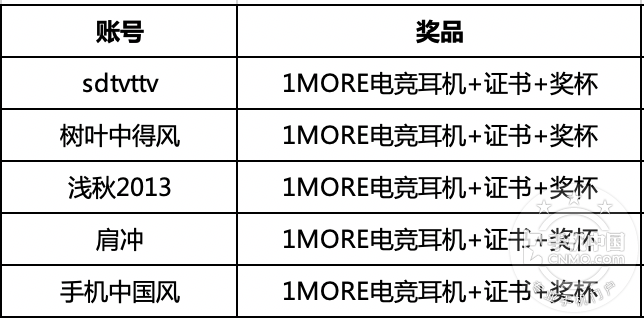 账号 奖品
sdtvttv 1MORE电竞耳机+证书+奖杯
树叶中得风 1MORE电竞耳机+证书+奖杯
浅秋2013 1MORE电竞耳机+证书+奖杯
肩冲 1MORE电竞耳机+证书+奖杯
手机中国风 1MORE电竞耳机+证书+奖杯
手机中国
CNMO.com